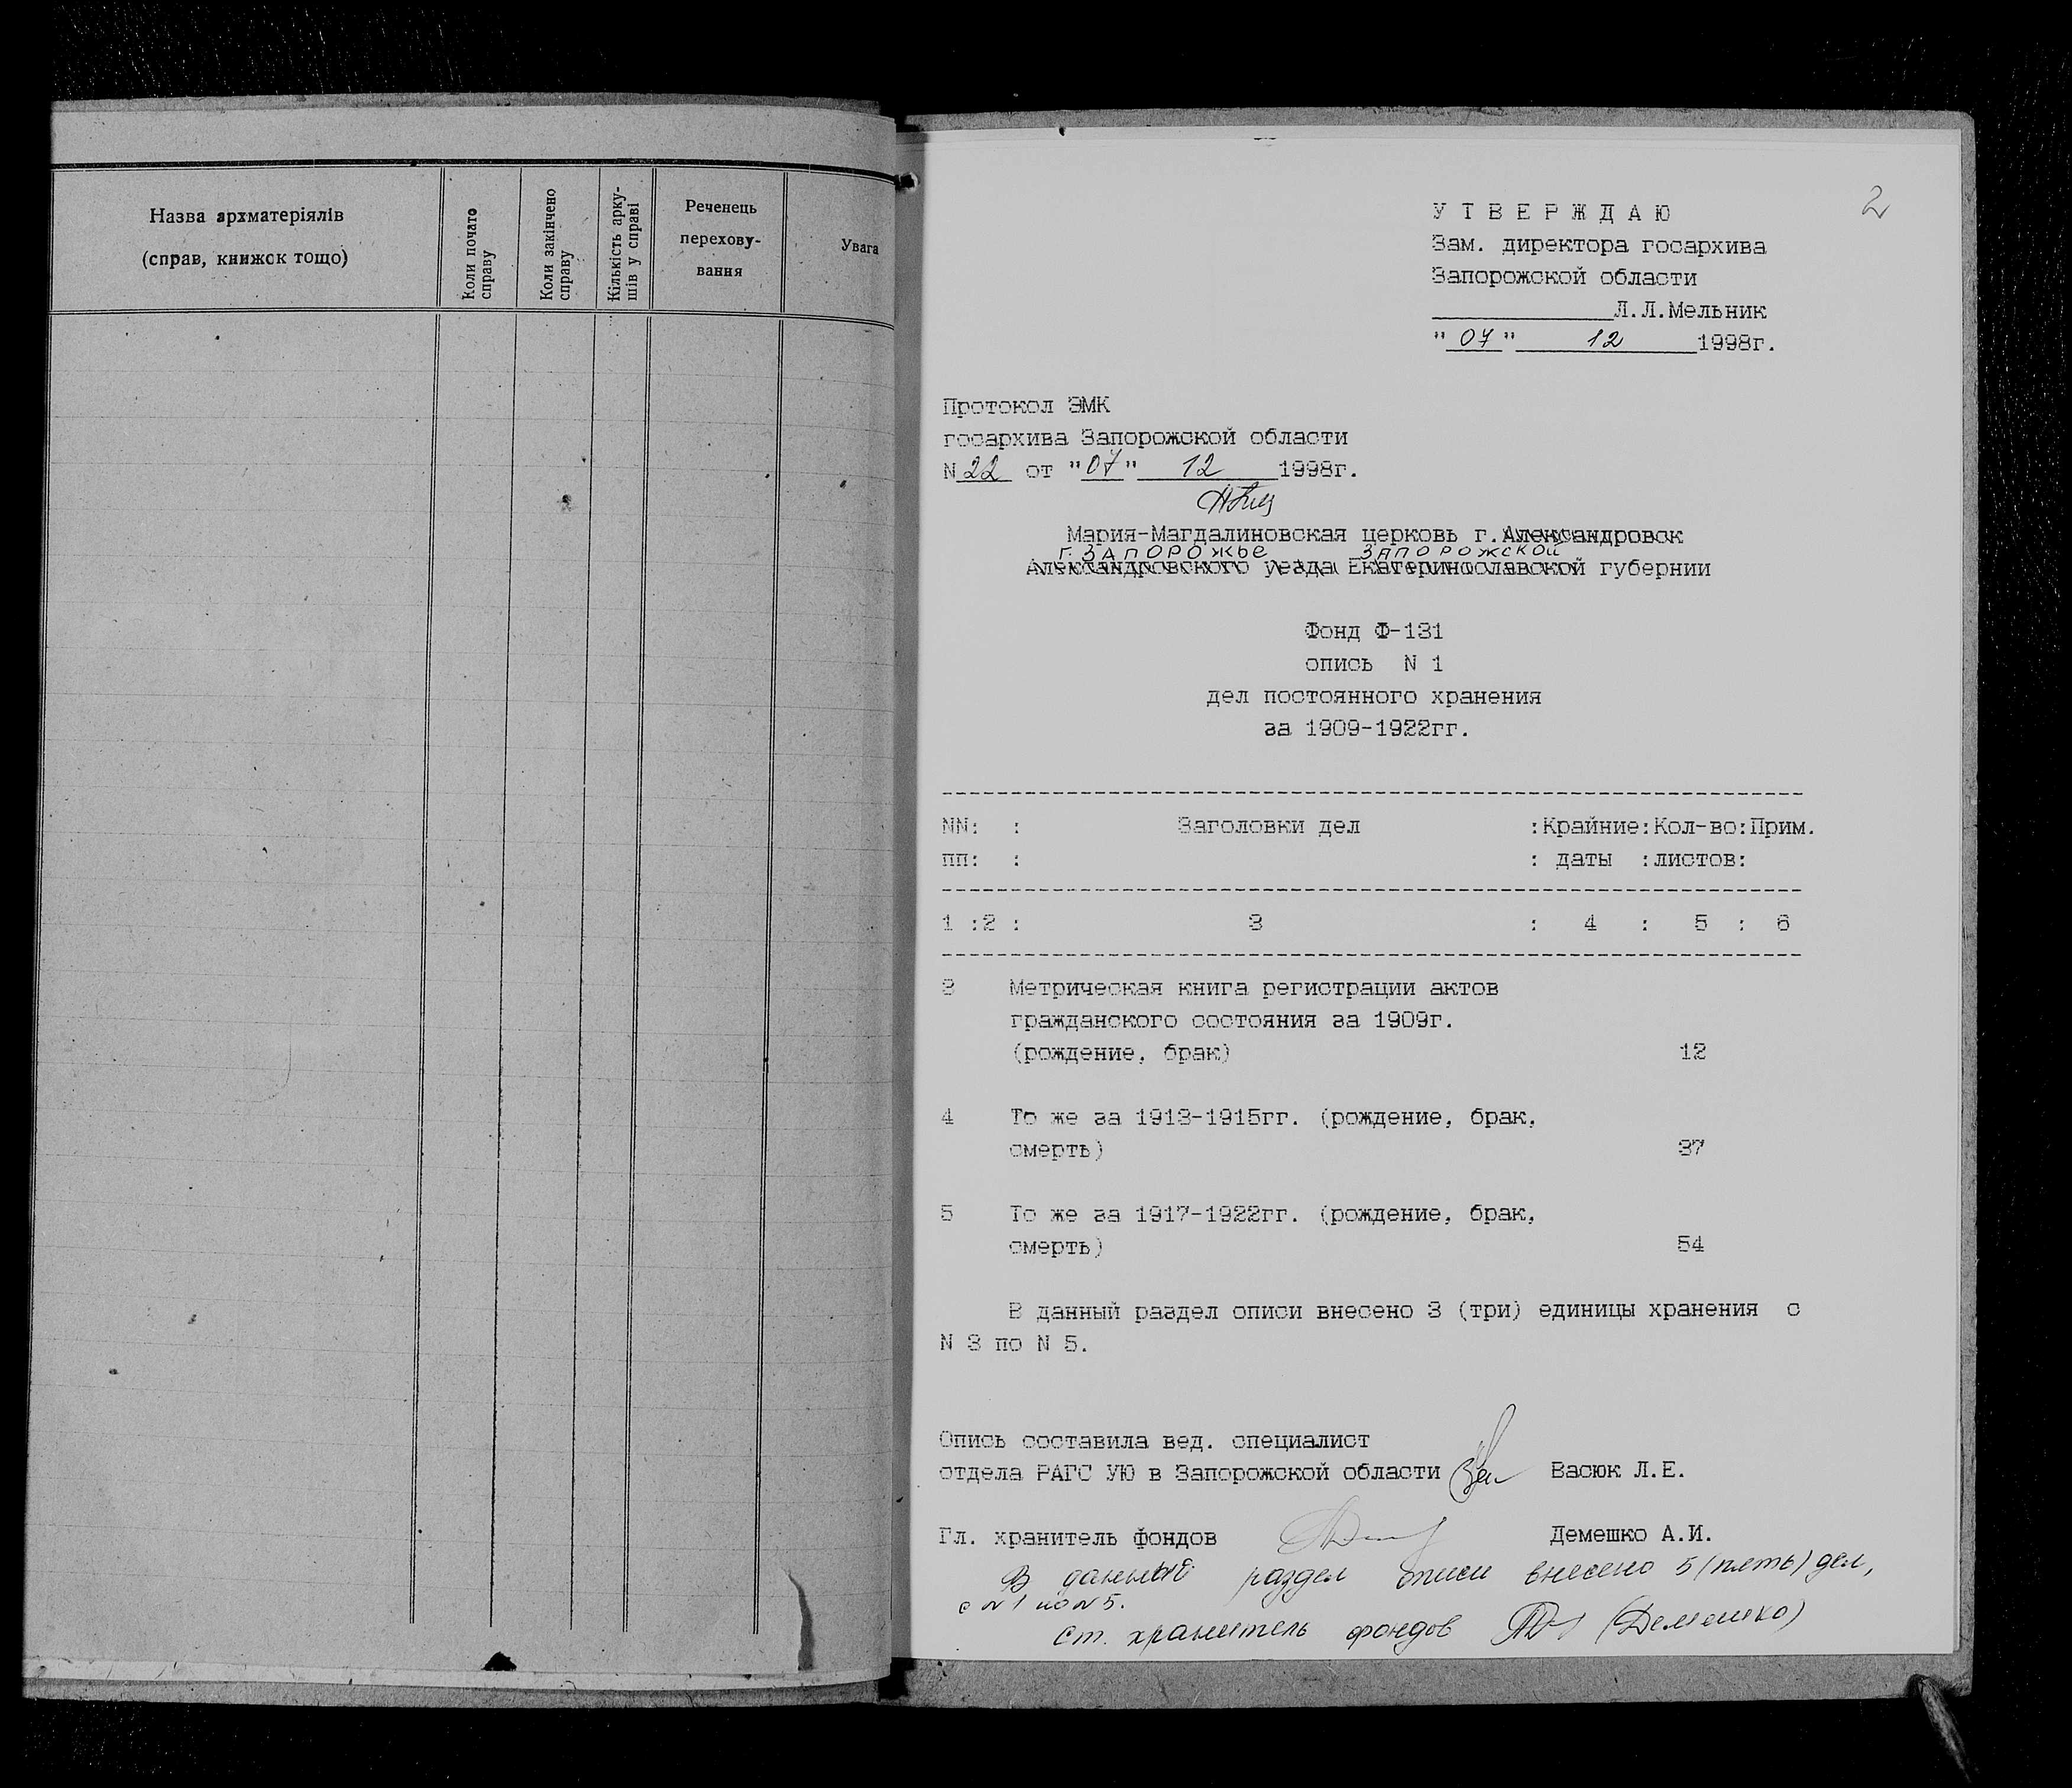 Назва архматеріялів
(справ, книжок тощо)
Коли почато справу
Коли закінчено справу
Кількість арку-
шів у справі
Реченець
перехову-
вання
Увага
2
УТВЕРЖДАЮ
Зам. директора госархива
Запорожской области
____________Л.Л.Мельник
"07" 12 1998г.
Протокол ЭМК
госархива Запорожской области
N 22 от "07" 12 1998г.
Мария-Магдалиновская церковь г.Александровск
г. Запорожье Запорожской
Александровского уезда Екатеринославской губернии
Фонд Ф-131
опись N 1
дел постоянного хранения
за 1909-1922гг.
NN: : Заголовки дел :Крайние:Кол-во:Прим.
пп: : : даты :листов:
1 :2 : 3 : 4 : 5 : 6
3 Метрическая книга регистрации актов
гражданского состояния за 1909г.
(рождение, брак) 12
4 То же за 1913-1915гг. (рождение, брак,
смерть) 37
5 То же за 1917-1922гг. (рождение, брак,
смерть) 54
В данный раздел описи внесено 3 (три) единицы хранения с
N 3 по N 5.
Опись составила вед. специалист
отдела РАГС УЮ в Запорожской области Васюк Л.Е.
Гл. хранитель фондов Демешко А.И.
В данный раздел описи внесено 5 (пять) дел,
с N 1 по N 5.
Ст. хранитель фондов (Демешко)